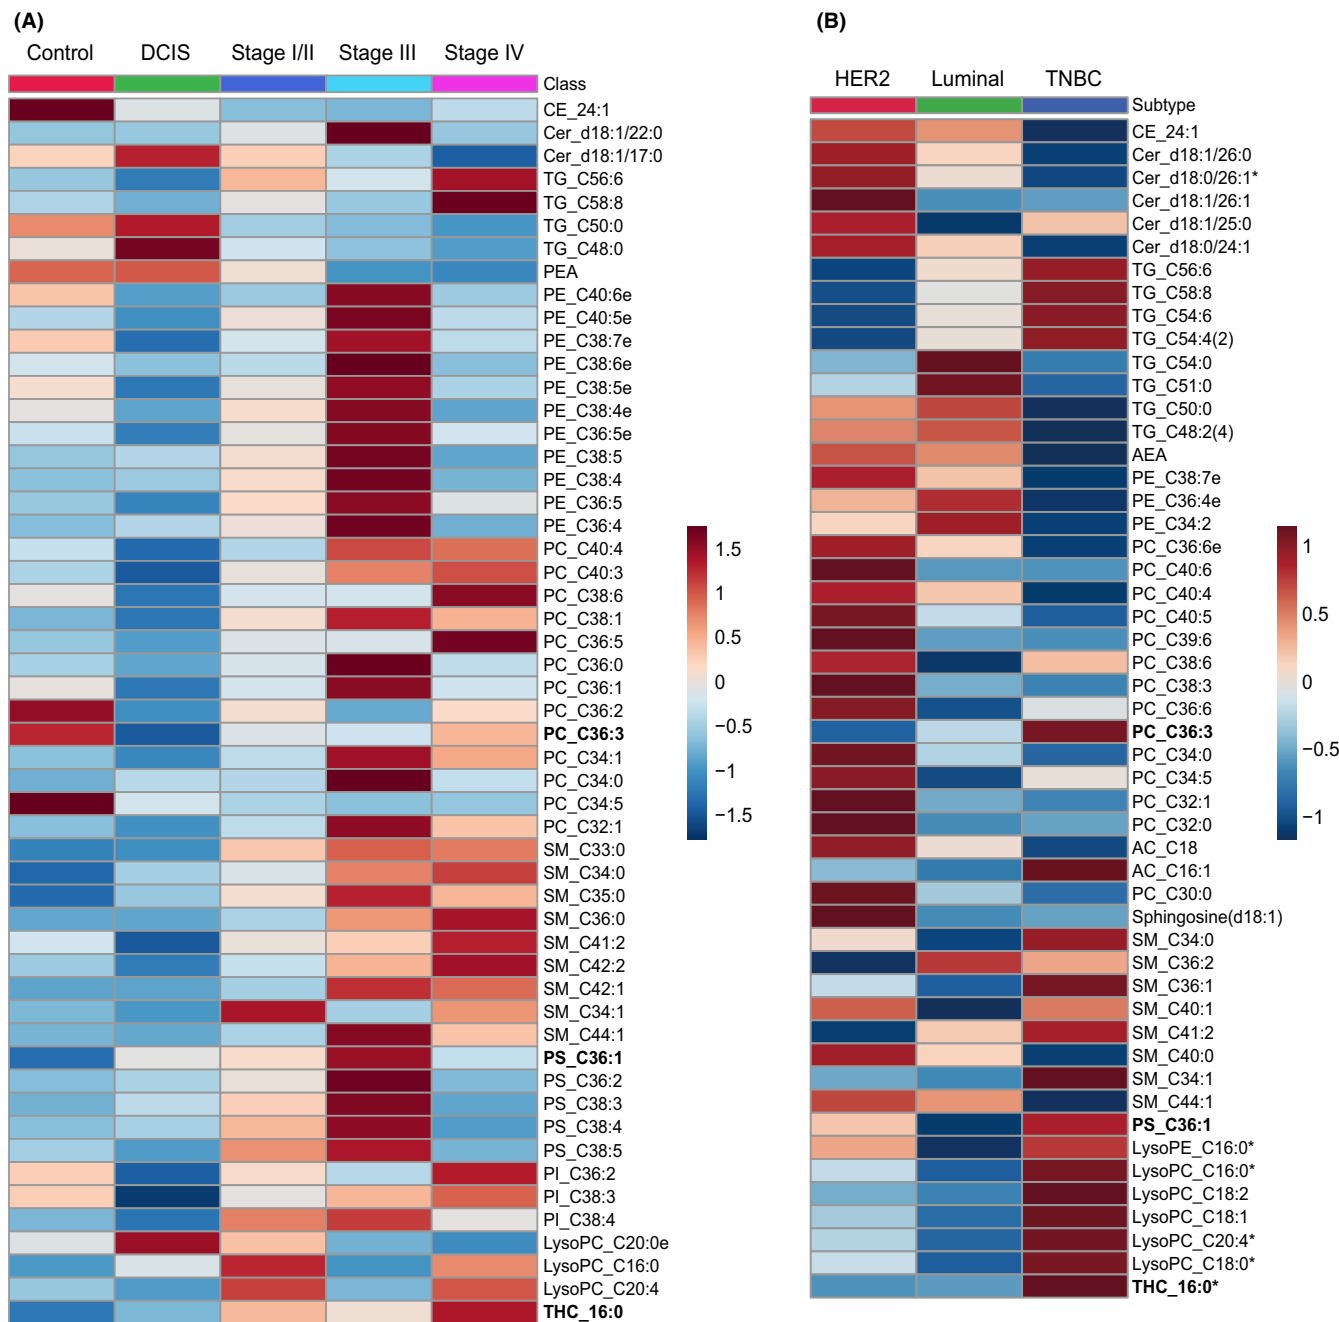 (A)
Control DCIS Stage I/II Stage III Stage IV
Class
CE_24:1
Cer_d18:1/22:0
Cer_d18:1/17:0
TG_C56:6
TG_C58:8
TG_C50:0
TG_C48:0
PEA
PE_C40:6e
PE_C40:5e
PE_C38:7e
PE_C38:6e
PE_C38:5e
PE_C38:4e
PE_C36:5e
PE_C38:5
PE_C38:4
PE_C36:5
PE_C36:4
PC_C40:4
PC_C40:3
PC_C38:6
PC_C38:1
PC_C36:5
PC_C36:0
PC_C36:1
PC_C36:2
PC_C36:3
PC_C34:1
PC_C34:0
PC_C34:5
PC_C32:1
SM_C33:0
SM_C34:0
SM_C35:0
SM_C36:0
SM_C41:2
SM_C42:2
SM_C42:1
SM_C34:1
SM_C44:1
PS_C36:1
PS_C36:2
PS_C38:3
PS_C38:4
PS_C38:5
PI_C36:2
PI_C38:3
PI_C38:4
LysoPC_C20:0e
LysoPC_C16:0
LysoPC_C20:4
THC_16:0
1.5
1
0.5
0
−0.5
−1
−1.5
(B)
HER2 Luminal TNBC
Subtype
CE_24:1
Cer_d18:1/26:0
Cer_d18:0/26:1*
Cer_d18:1/26:1
Cer_d18:1/25:0
Cer_d18:0/24:1
TG_C56:6
TG_C58:8
TG_C54:6
TG_C54:4(2)
TG_C54:0
TG_C51:0
TG_C50:0
TG_C48:2(4)
AEA
PE_C38:7e
PE_C36:4e
PE_C34:2
PC_C36:6e
PC_C40:6
PC_C40:4
PC_C40:5
PC_C39:6
PC_C38:6
PC_C38:3
PC_C36:6
PC_C36:3
PC_C34:0
PC_C34:5
PC_C32:1
PC_C32:0
AC_C18
AC_C16:1
PC_C30:0
Sphingosine(d18:1)
SM_C34:0
SM_C36:2
SM_C36:1
SM_C40:1
SM_C41:2
SM_C40:0
SM_C34:1
SM_C44:1
PS_C36:1
LysoPE_C16:0*
LysoPC_C16:0*
LysoPC_C18:2
LysoPC_C18:1
LysoPC_C20:4*
LysoPC_C18:0*
THC_16:0*
1
0.5
0
−0.5
−1